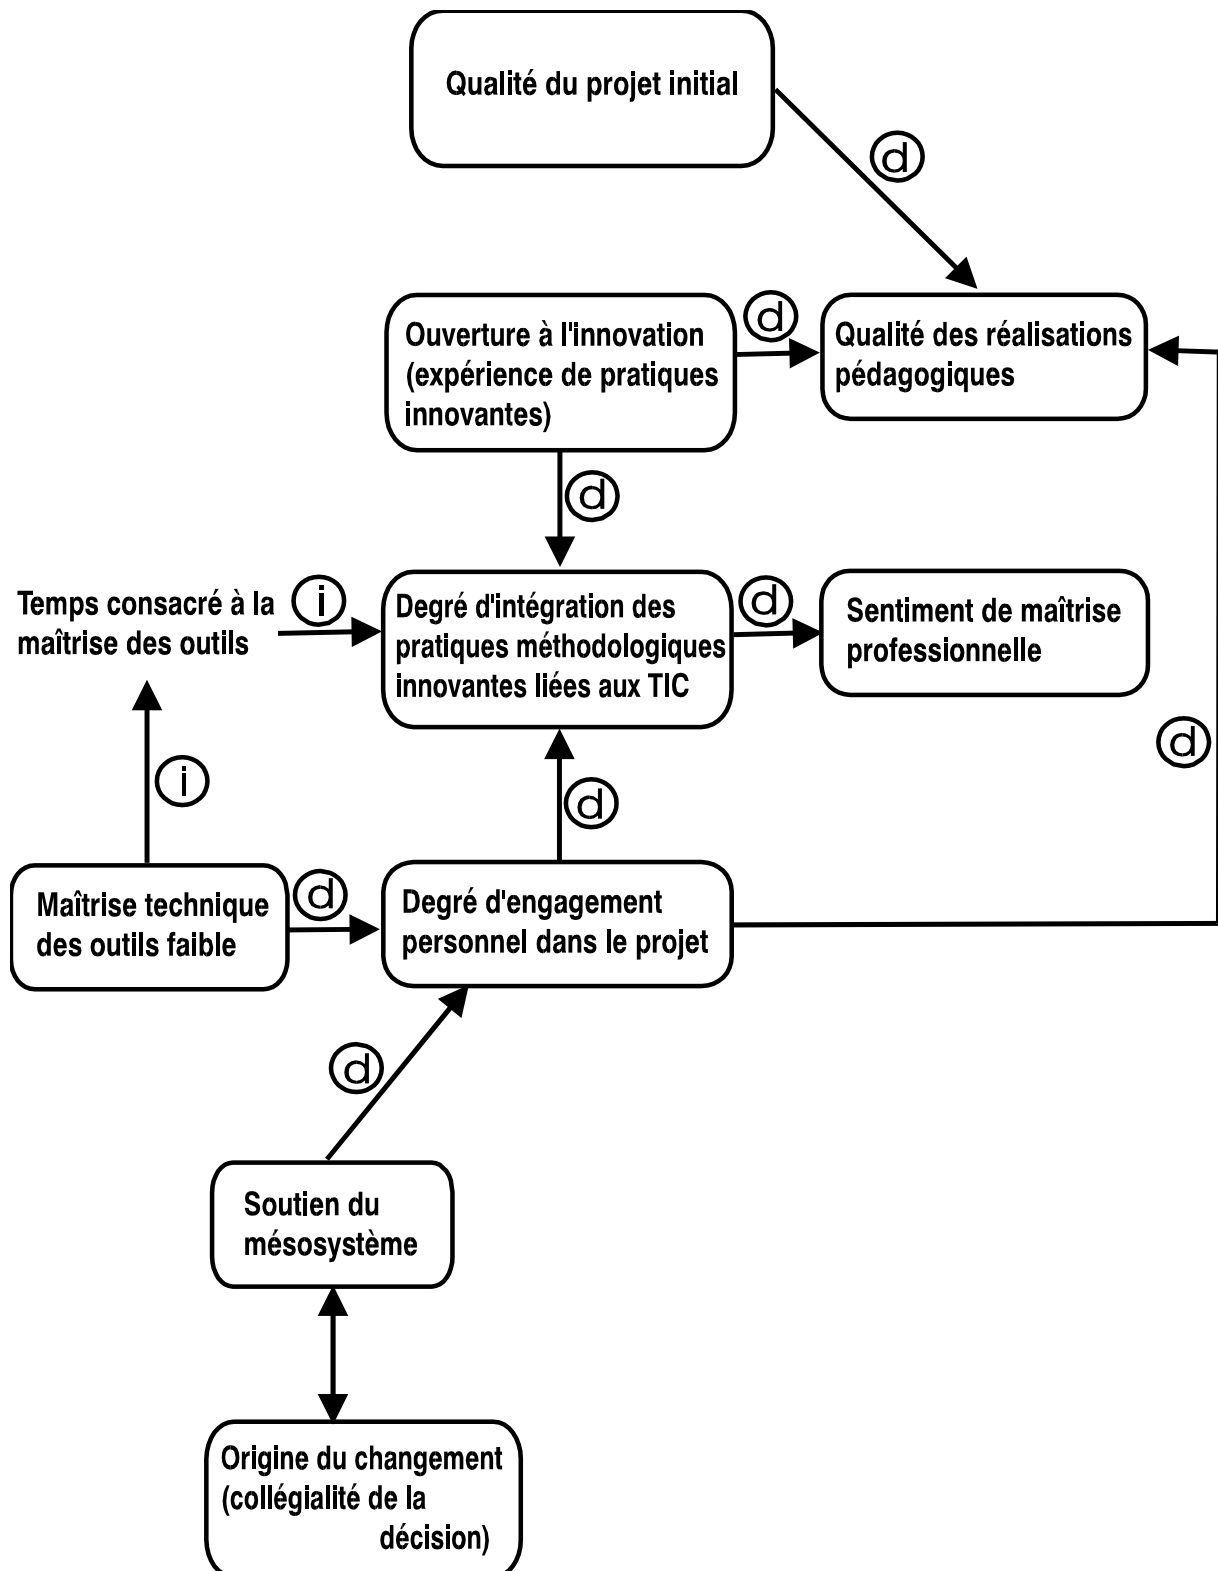 Qualité du projet initial
d
Ouverture à l'innovation
(expérience de pratiques
innovantes)
d
Qualité des réalisations
pédagogiques
d
Temps consacré à la
maîtrise des outils
i
Degré d'intégration des
pratiques méthodologiques
innovantes liées aux TIC
d
Sentiment de maîtrise
professionnelle
d
i
d
Maîtrise technique
des outils faible
d
Degré d'engagement
personnel dans le projet
d
Soutien du
mésosystème
Origine du changement
(collégialité de la
décision)